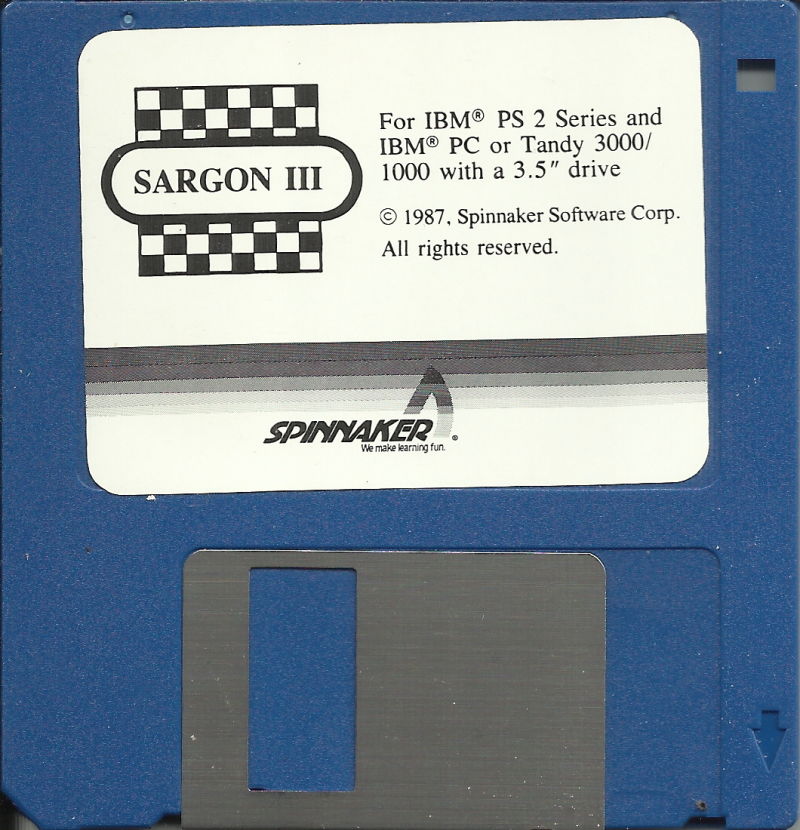 SARGON III
For IBM® PS 2 Series and
IBM® PC or Tandy 3000/
1000 with a 3.5" drive
© 1987, Spinnaker Software Corp.
All rights reserved.
SPINNAKER®
We make learning fun.